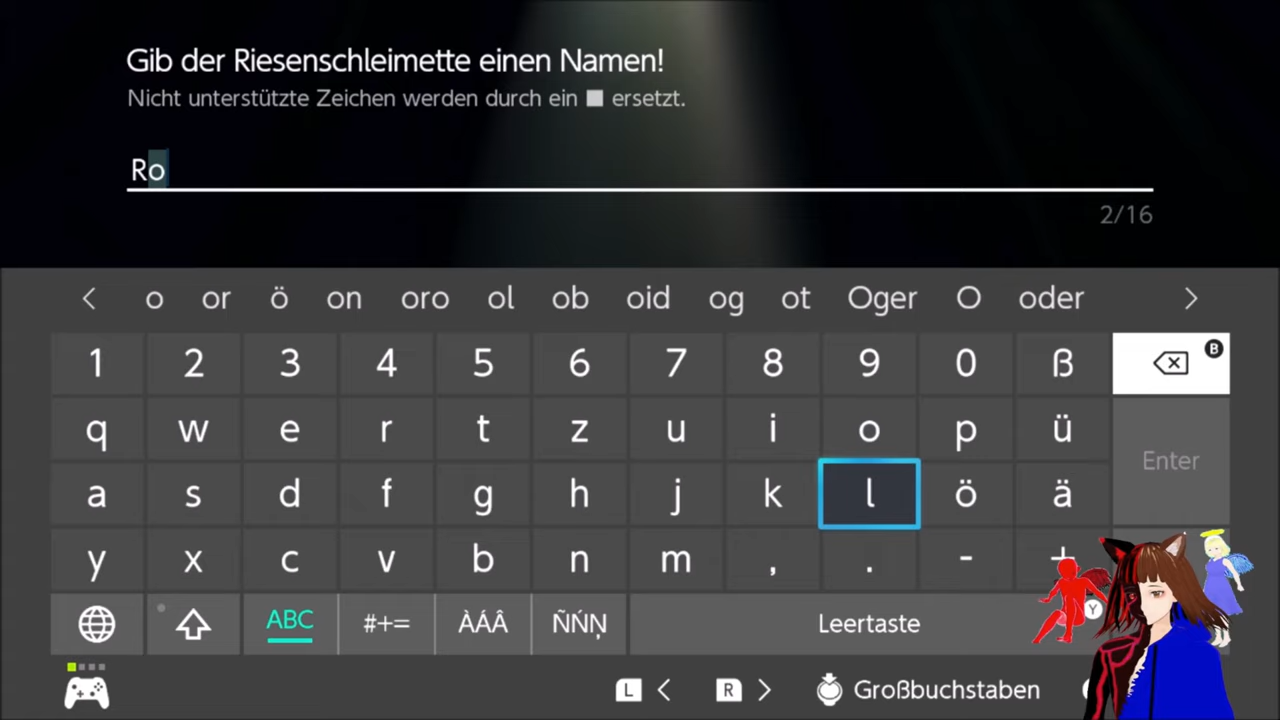 Gib der Riesenschleimette einen Namen!
Nicht unterstützte Zeichen werden durch ein ■ ersetzt.
Ro
2/16
< o or ö on oro ol ob oid og ot Oger O oder >
1 2 3 4 5 6 7 8 9 0 ß B
q w e r t z u i o p ü
a s d f g h j k l ö ä Enter
y x c v b n m , . - +
ABC #+= ÀÁÂ ÑŃŅ Leertaste Y
L < R > Großbuchstaben